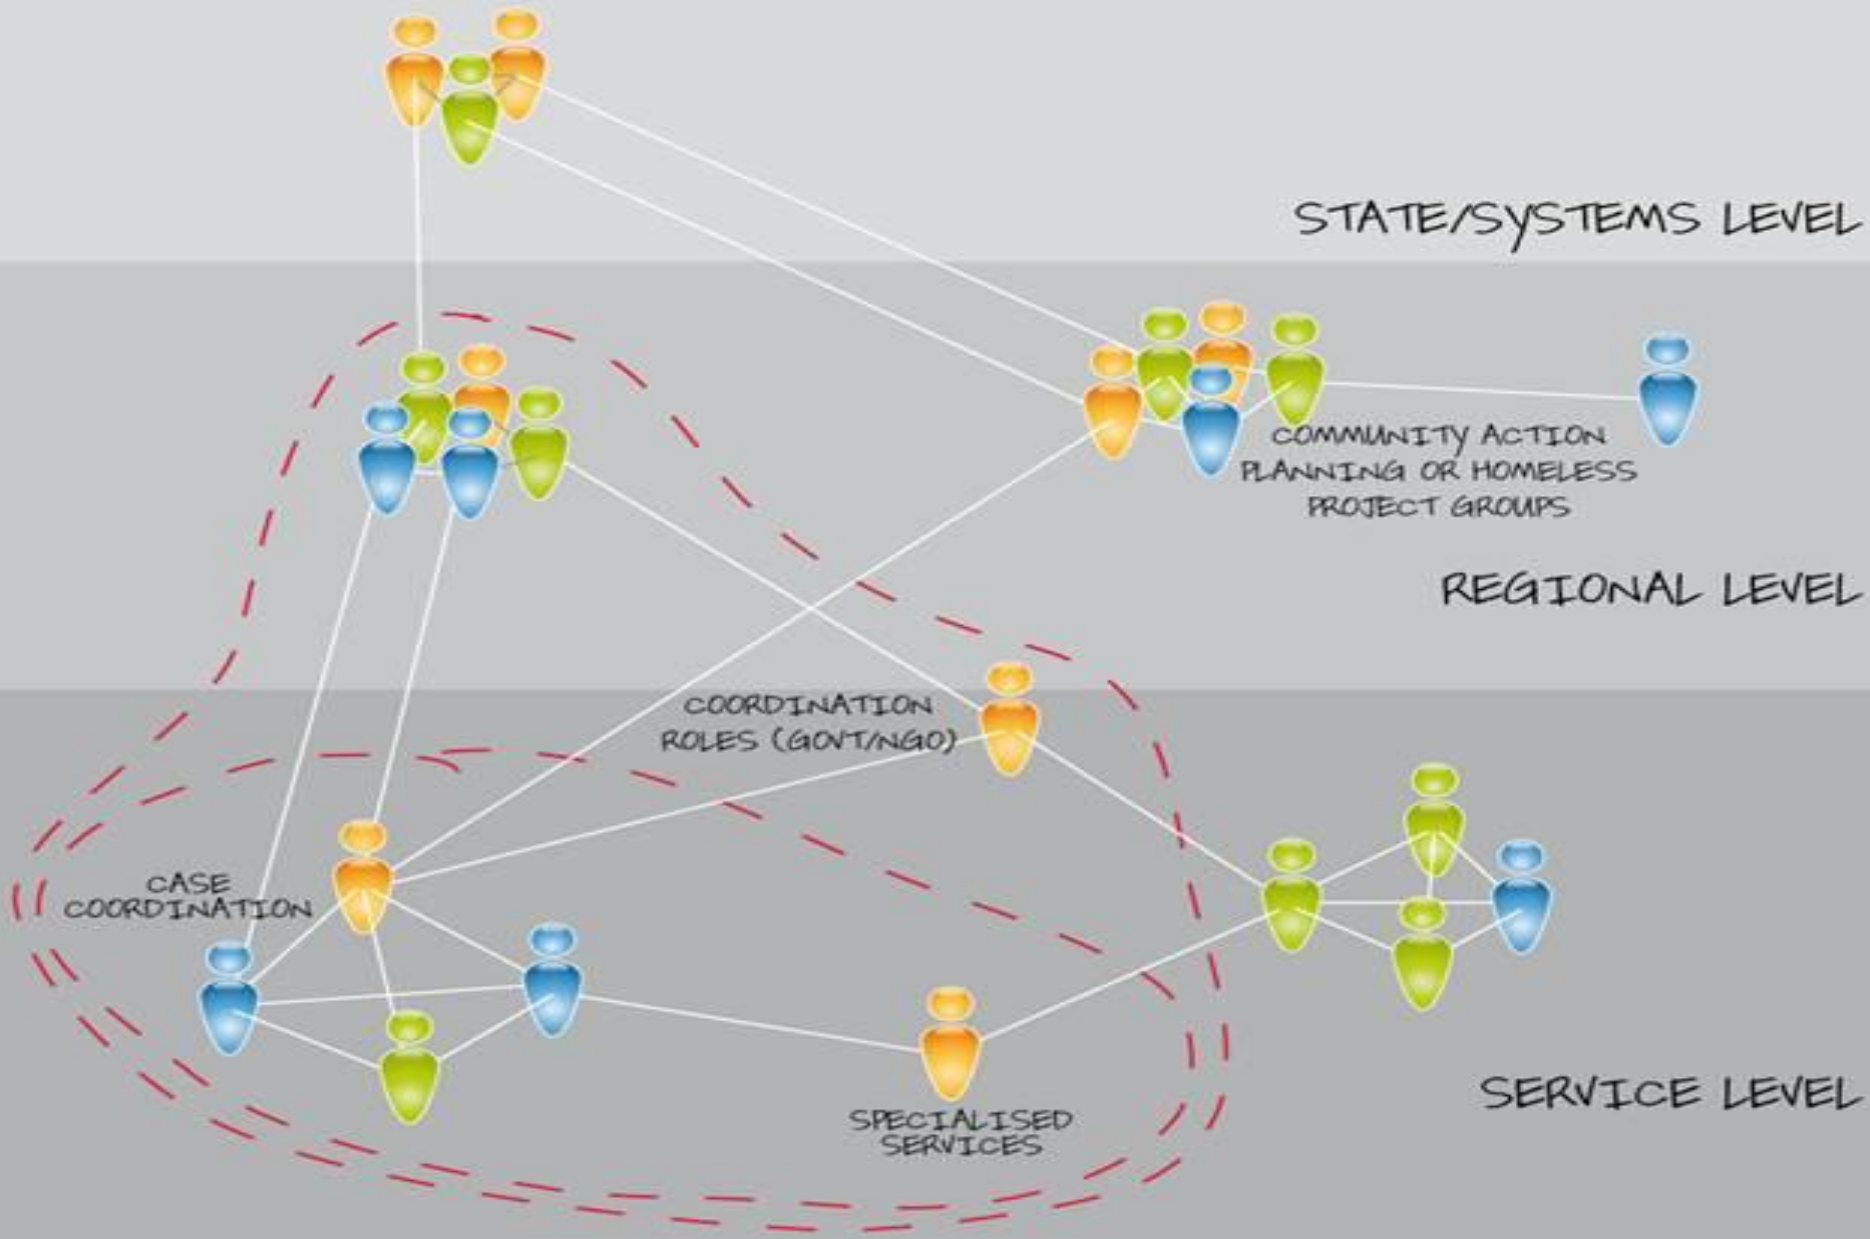 STATE/SYSTEMS LEVEL
COMMUNITY ACTION
PLANNING OR HOMELESS
PROJECT GROUPS
REGIONAL LEVEL
COORDINATION
ROLES (GOVT/NGO)
CASE
COORDINATION
SPECIALISED
SERVICES
SERVICE LEVEL